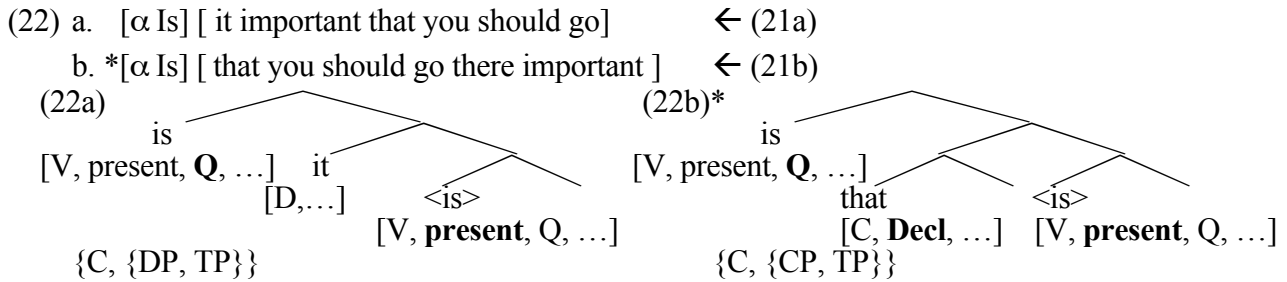 (22) a. [α Is] [ it important that you should go] ← (21a)
b. *[α Is] [ that you should go there important ] ← (21b)
(22a) (22b)*
is is
[V, present, Q, …] it [V, present, Q, …]
[D,…] <is> that <is>
[V, present, Q, …] [C, Decl, …] [V, present, Q, …]
{C, {DP, TP}} {C, {CP, TP}}